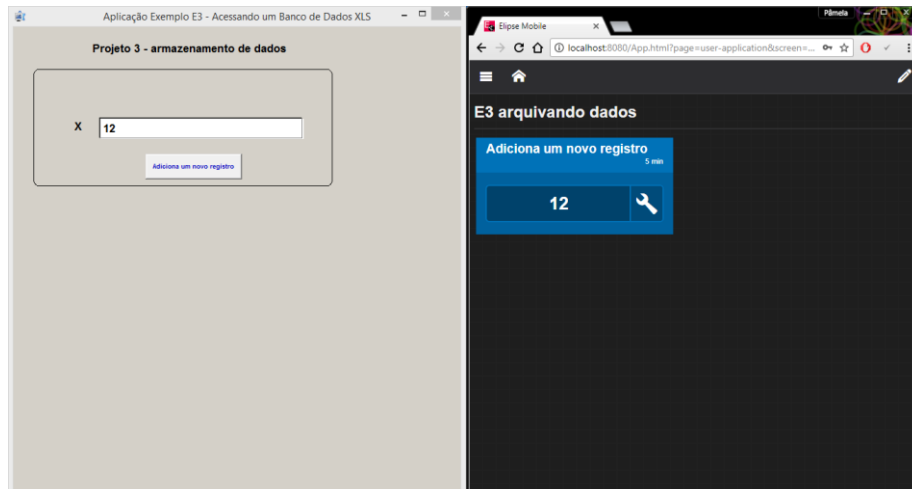 Aplicação Exemplo E3 - Acessando um Banco de Dados XLS
Projeto 3 - armazenamento de dados
X
12
Adiciona um novo registro
Elipse Mobile
Pâmela
localhost:8080/App.html?page=user-application&screen=...
E3 arquivando dados
Adiciona um novo registro
5 min
12